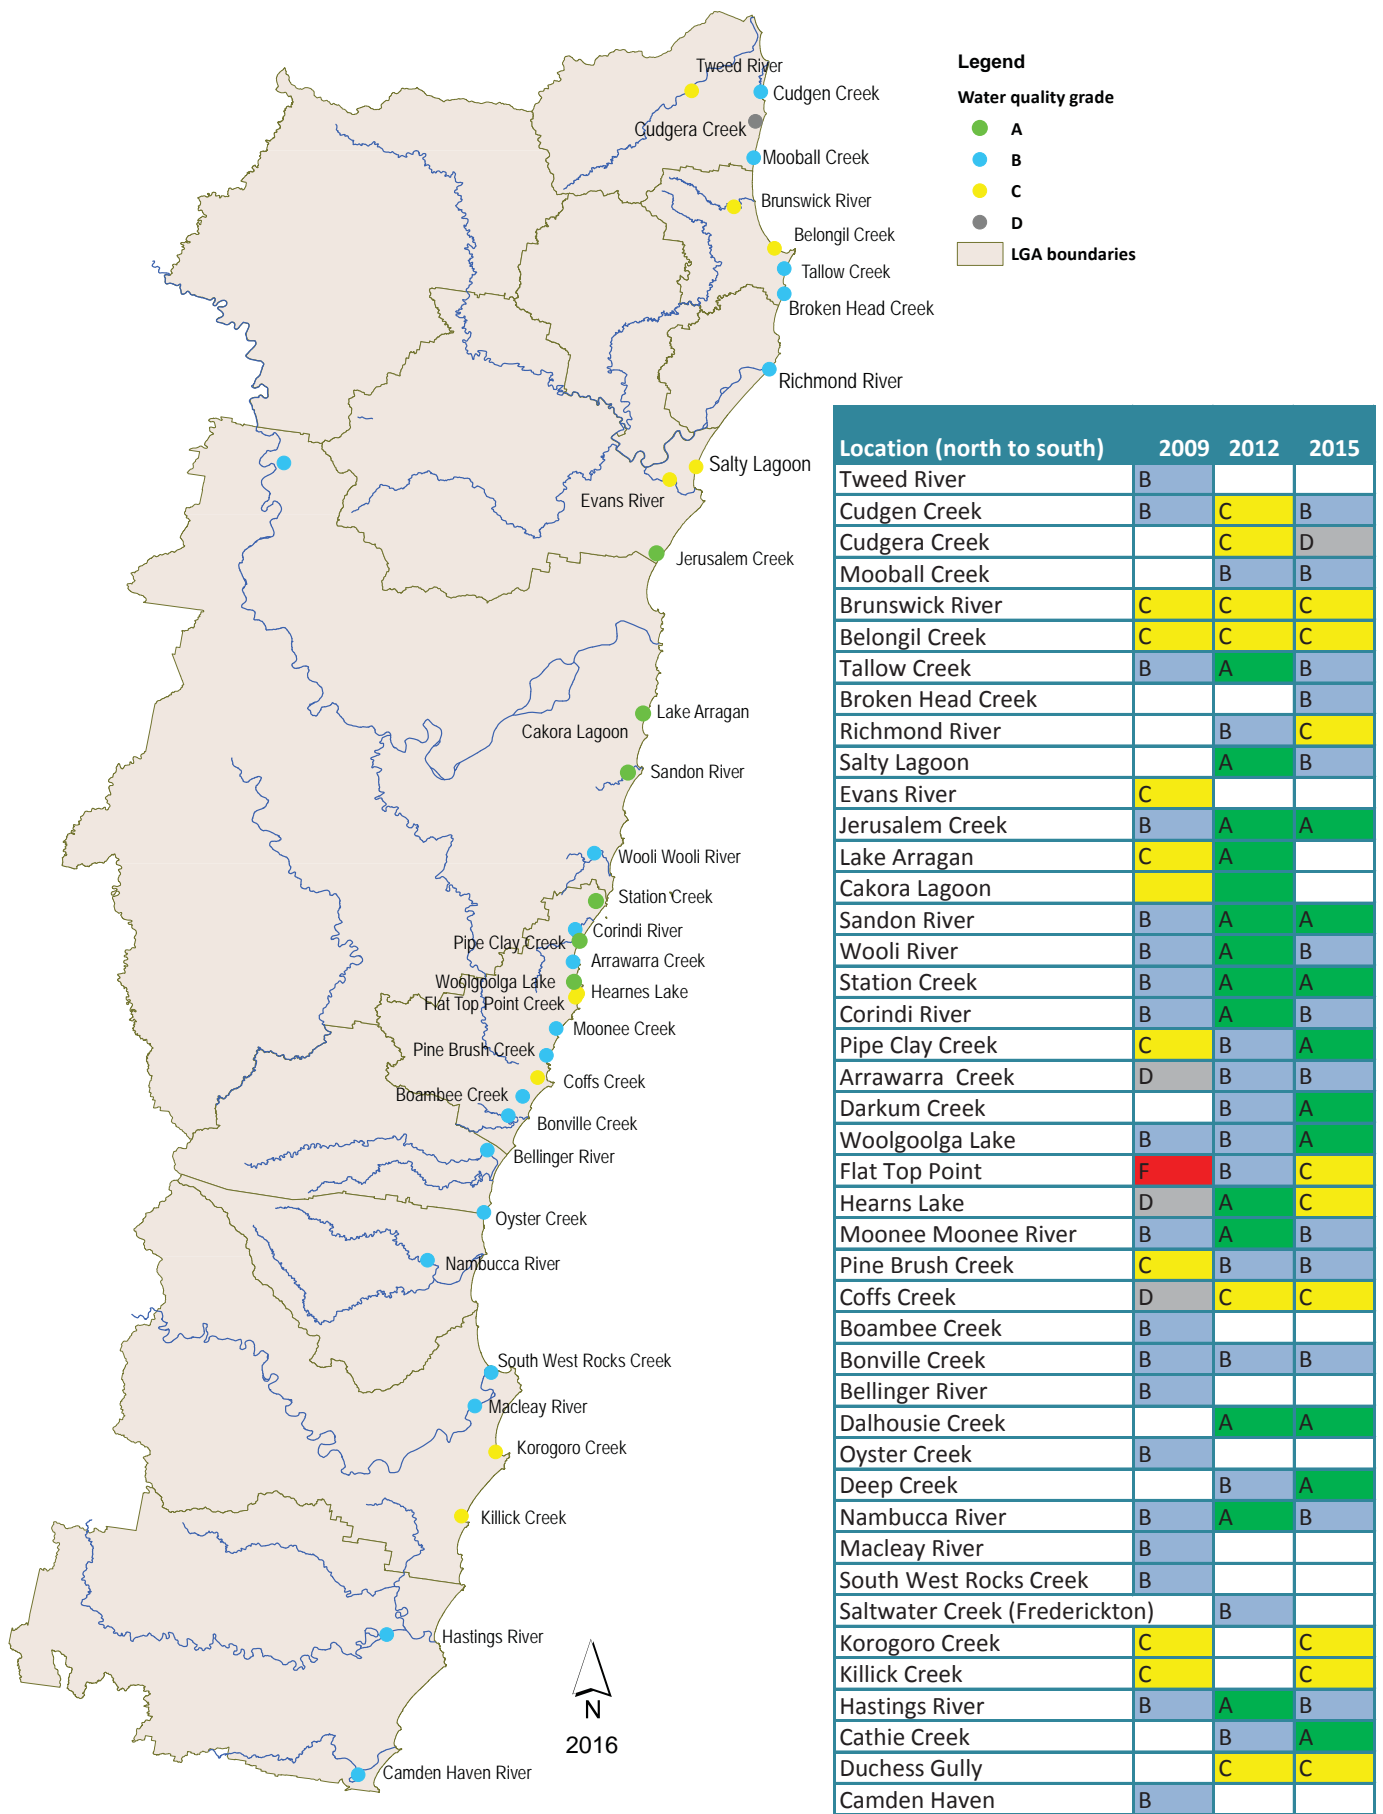 Tweed River
Cudgen Creek
Cudgera Creek
Mooball Creek
Brunswick River
Belongil Creek
Tallow Creek
Broken Head Creek
Richmond River
Salty Lagoon
Evans River
Jerusalem Creek
Lake Arragan
Cakora Lagoon
Sandon River
Wooli Wooli River
Station Creek
Corindi River
Pipe Clay Creek
Arrawarra Creek
Woolgoolga Lake
Hearnes Lake
Flat Top Point Creek
Moonee Creek
Pine Brush Creek
Coffs Creek
Boambee Creek
Bonville Creek
Bellinger River
Oyster Creek
Nambucca River
South West Rocks Creek
Macleay River
Korogoro Creek
Killick Creek
Hastings River
Camden Haven River
N
2016
Legend
Water quality grade
A
B
C
D
LGA boundaries
Location (north to south) 2009 2012 2015
Tweed River B
Cudgen Creek B C B
Cudgera Creek C D
Mooball Creek B B
Brunswick River C C C
Belongil Creek C C C
Tallow Creek B A B
Broken Head Creek B
Richmond River B C
Salty Lagoon A B
Evans River C
Jerusalem Creek B A A
Lake Arragan C A
Cakora Lagoon
Sandon River B A A
Wooli River B A B
Station Creek B A A
Corindi River B A B
Pipe Clay Creek C B A
Arrawarra Creek D B B
Darkum Creek B A
Woolgoolga Lake B B A
Flat Top Point F B C
Hearns Lake D A C
Moonee Moonee River B A B
Pine Brush Creek C B B
Coffs Creek D C C
Boambee Creek B
Bonville Creek B B B
Bellinger River B
Dalhousie Creek A A
Oyster Creek B
Deep Creek B A
Nambucca River B A B
Macleay River B
South West Rocks Creek B
Saltwater Creek (Frederickton) B
Korogoro Creek C C
Killick Creek C C
Hastings River B A B
Cathie Creek B A
Duchess Gully C C
Camden Haven B